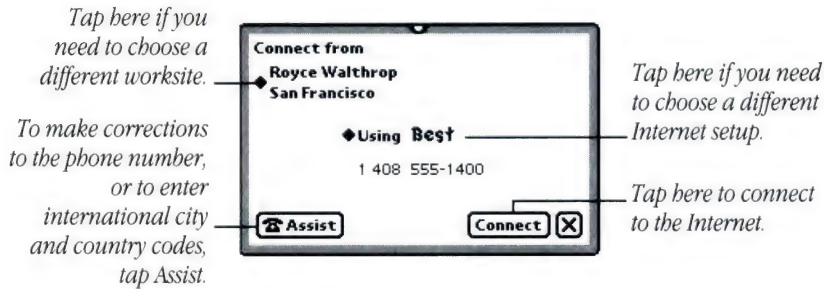 Tap here if you
need to choose a
different worksite.
To make corrections
to the phone number,
or to enter
international city
and country codes,
tap Assist.
Connect from
Royce Walthrop
San Francisco
Using Best
1 408 555-1400
Assist
Connect
Tap here if you need
to choose a different
Internet setup.
Tap here to connect
to the Internet.